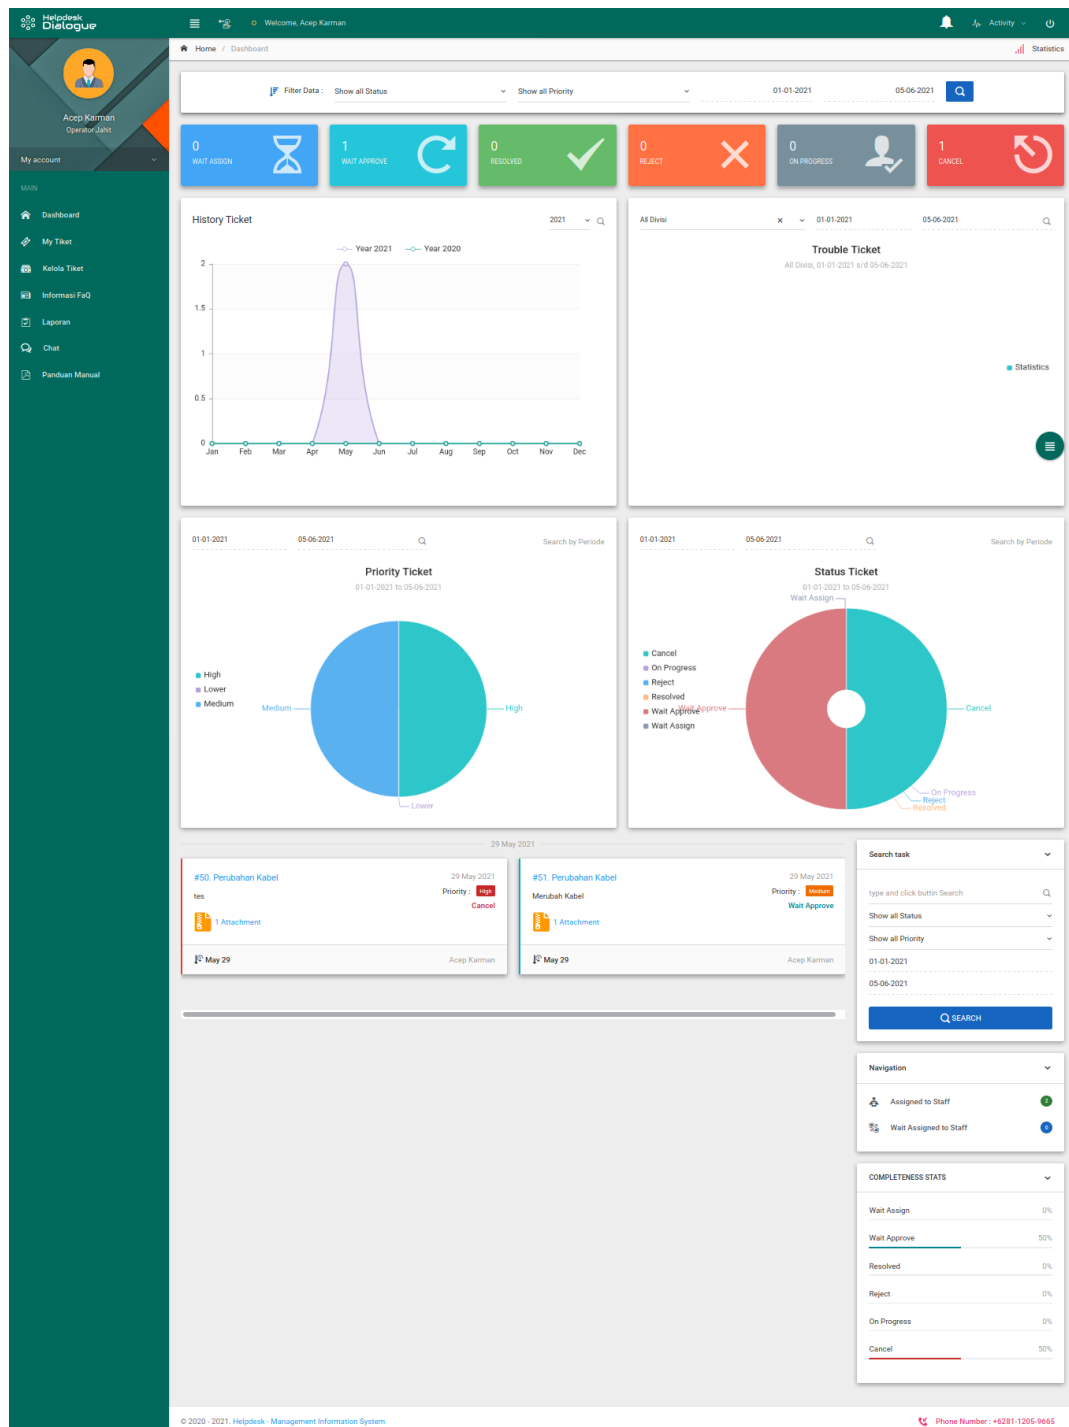 Helpdesk
Dialogue
Welcome, Acep Karman
Activity
Home / Dashboard
Statistics
Acep Karman
Operator Jahit
My account
MAIN
Dashboard
My Tiket
Kelola Tiket
Informasi FaQ
Laporan
Chat
Panduan Manual
Filter Data :
Show all Status
Show all Priority
01-01-2021
05-06-2021
0
WAIT ASSIGN
1
WAIT APPROVE
0
RESOLVED
0
REJECT
0
ON PROGRESS
1
CANCEL
History Ticket
2021
Year 2021
Year 2020
2
1.5
1
0.5
0
Jan Feb Mar Apr May Jun Jul Aug Sep Oct Nov Dec
All Divisi
01-01-2021
05-06-2021
Trouble Ticket
All Divisi, 01-01-2021 s/d 05-06-2021
Statistics
01-01-2021
05-06-2021
Search by Periode
Priority Ticket
01-01-2021 to 05-06-2021
High
Lower
Medium
Medium
High
Lower
01-01-2021
05-06-2021
Search by Periode
Status Ticket
01-01-2021 to 05-06-2021
Wait Assign
Cancel
On Progress
Reject
Resolved
Wait Approve
Wait Assign
Wait Approve
Cancel
On Progress
Reject
Resolved
29 May 2021
#50. Perubahan Kabel
29 May 2021
tes
Priority : High
Cancel
1 Attachment
May 29
Acep Karman
#51. Perubahan Kabel
29 May 2021
Merubah Kabel
Priority : Medium
Wait Approve
1 Attachment
May 29
Acep Karman
Search task
type and click buttin Search
Show all Status
Show all Priority
01-01-2021
05-06-2021
SEARCH
Navigation
Assigned to Staff 2
Wait Assigned to Staff 0
COMPLETENESS STATS
Wait Assign 0%
Wait Approve 50%
Resolved 0%
Reject 0%
On Progress 0%
Cancel 50%
© 2020 - 2021. Helpdesk - Management Information System
Phone Number : +6281-1205-9665